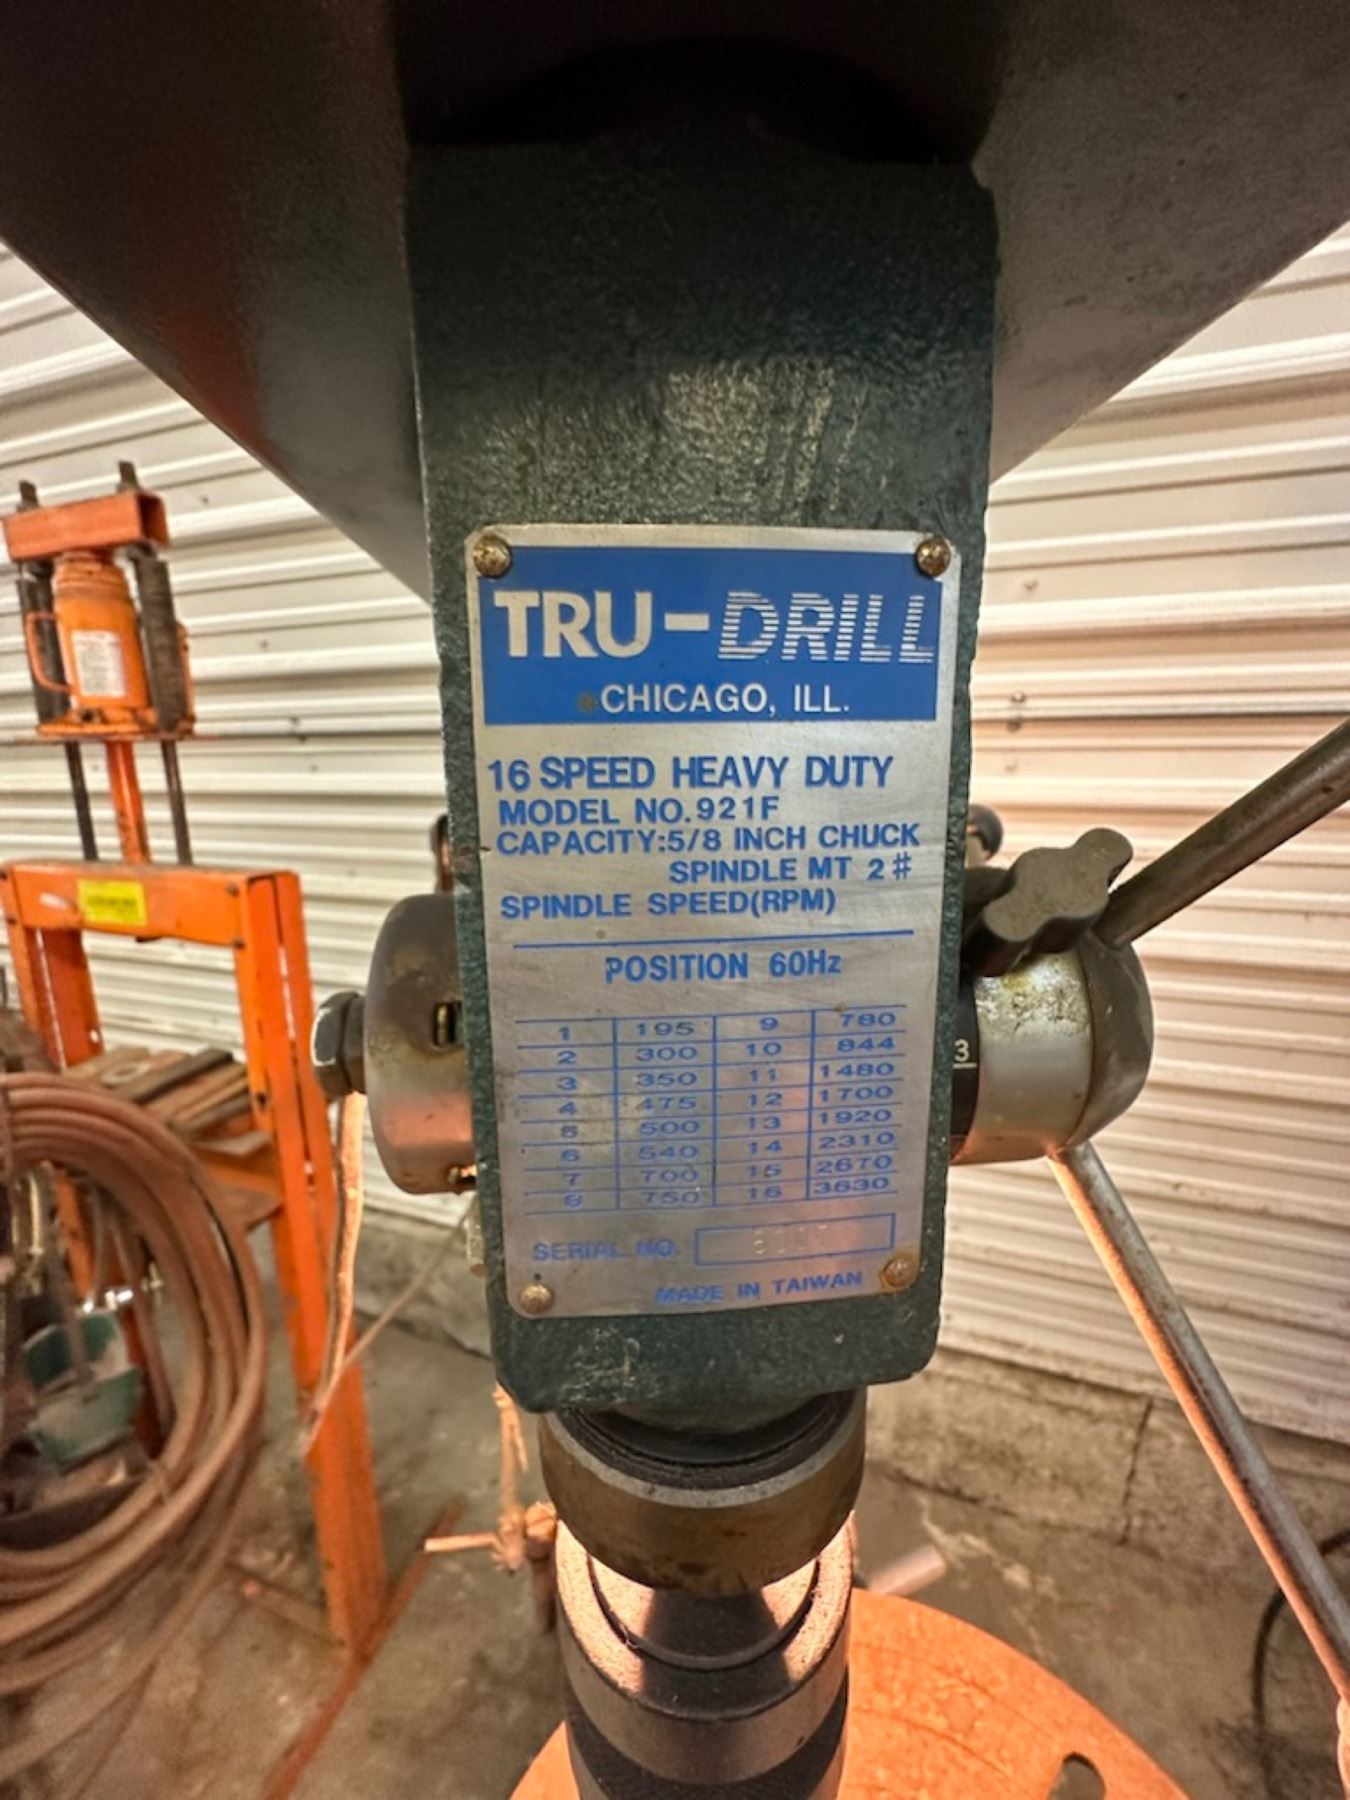 TRU-DRILL
CHICAGO, ILL.
16 SPEED HEAVY DUTY
MODEL NO. 921F
CAPACITY:5/8 INCH CHUCK
SPINDLE MT 2#
SPINDLE SPEED(RPM)
POSITION 60Hz
1 195 9 780
2 300 10 844
3 350 11 1480
4 475 12 1700
5 500 13 1920
6 540 14 2310
7 700 15 2670
8 750 16 3630
SERIAL NO.
MADE IN TAIWAN
3